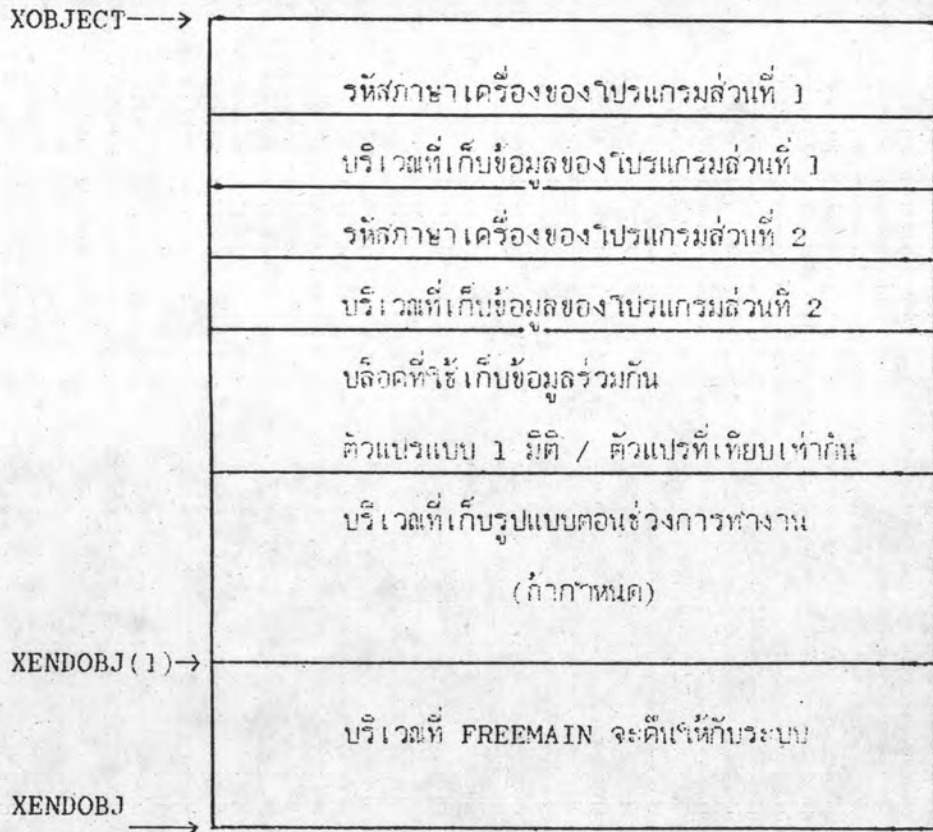 XOBJECT---->
รหัสภาษาเครื่องของโปรแกรมส่วนที่ 1
บริเวณที่เก็บข้อมูลของโปรแกรมส่วนที่ 1
รหัสภาษาเครื่องของโปรแกรมส่วนที่ 2
บริเวณที่เก็บข้อมูลของโปรแกรมส่วนที่ 2
บล็อคที่ใช้เก็บข้อมูลร่วมกัน
ตัวแปรแบบ 1 มิติ / ตัวแปรที่เทียบเท่ากัน
บริเวณที่เก็บรูปแบบตอนช่วงการทำงาน
(ถ้ากำหนด)
XENDOBJ(1)→
บริเวณที่ FREEMAIN จะคืนให้กับระบบ
XENDOBJ